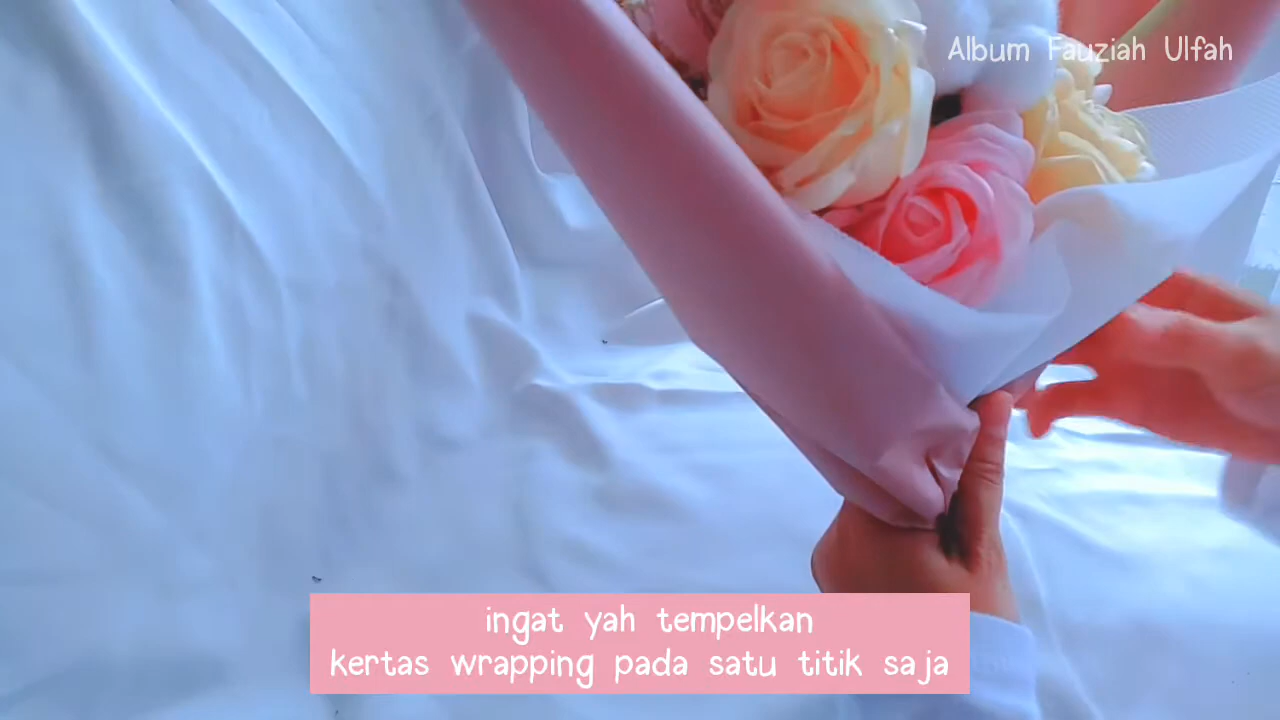 Album Fauziah Ulfah
ingat yah tempelkan
kertas wrapping pada satu titik saja